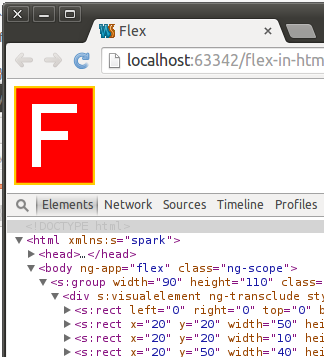 Flex
localhost:63342/flex-in-htm
F
Elements Network Sources Timeline Profiles
<!DOCTYPE html>
▼<html xmlns:s="spark">
▶<head>…</head>
▼<body ng-app="flex" class="ng-scope">
▼<s:group width="90" height="110" class=
▼<div s:visualelement ng-transclude sty
▶<s:rect left="0" right="0" top="0" b
▶<s:rect x="20" y="20" width="50" hei
▶<s:rect x="20" y="20" width="10" hei
▶<s:rect x="20" y="50" width="40" hei